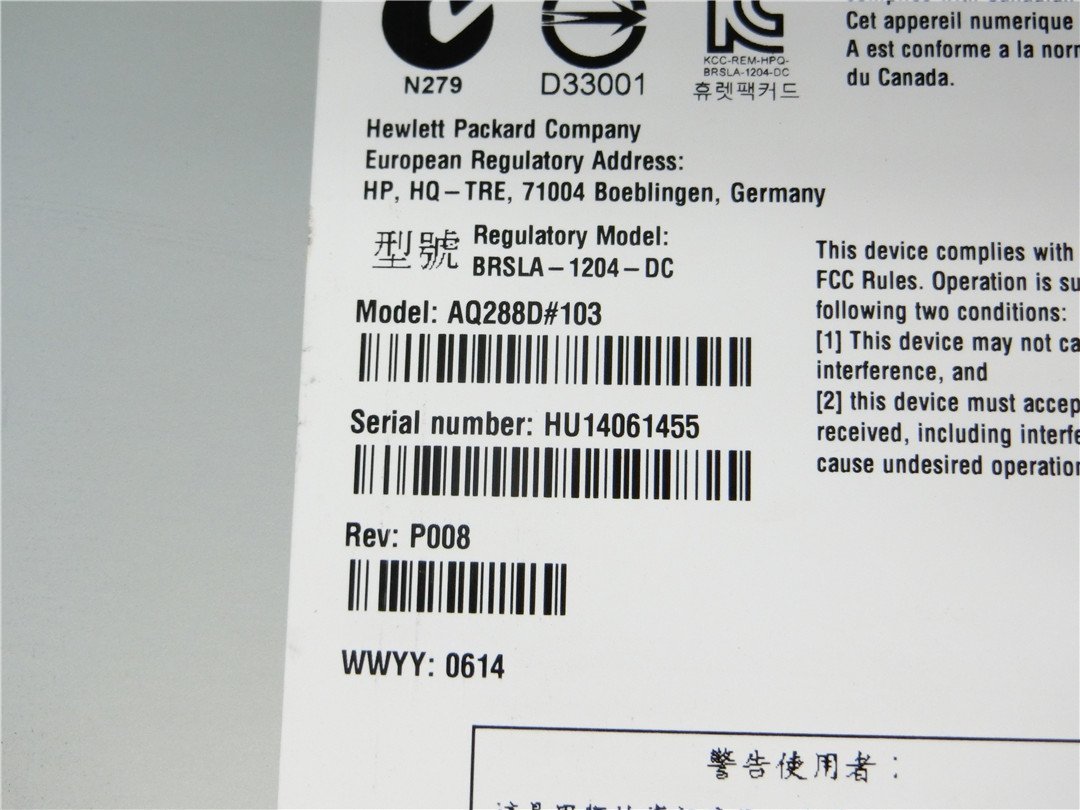 N279
D33001
KCC-REM-HPQ-
BRSLA-1204-DC
휴렛팩커드
Cet appareil numerique
A est conforme a la norm
du Canada.
Hewlett Packard Company
European Regulatory Address:
HP, HQ–TRE, 71004 Boeblingen, Germany
型號
Regulatory Model:
BRSLA–1204–DC
Model: AQ288D#103
Serial number: HU14061455
Rev: P008
WWYY: 0614
This device complies with
FCC Rules. Operation is su
following two conditions:
[1] This device may not ca
interference, and
[2] this device must accep
received, including interfe
cause undesired operation
警告使用者：